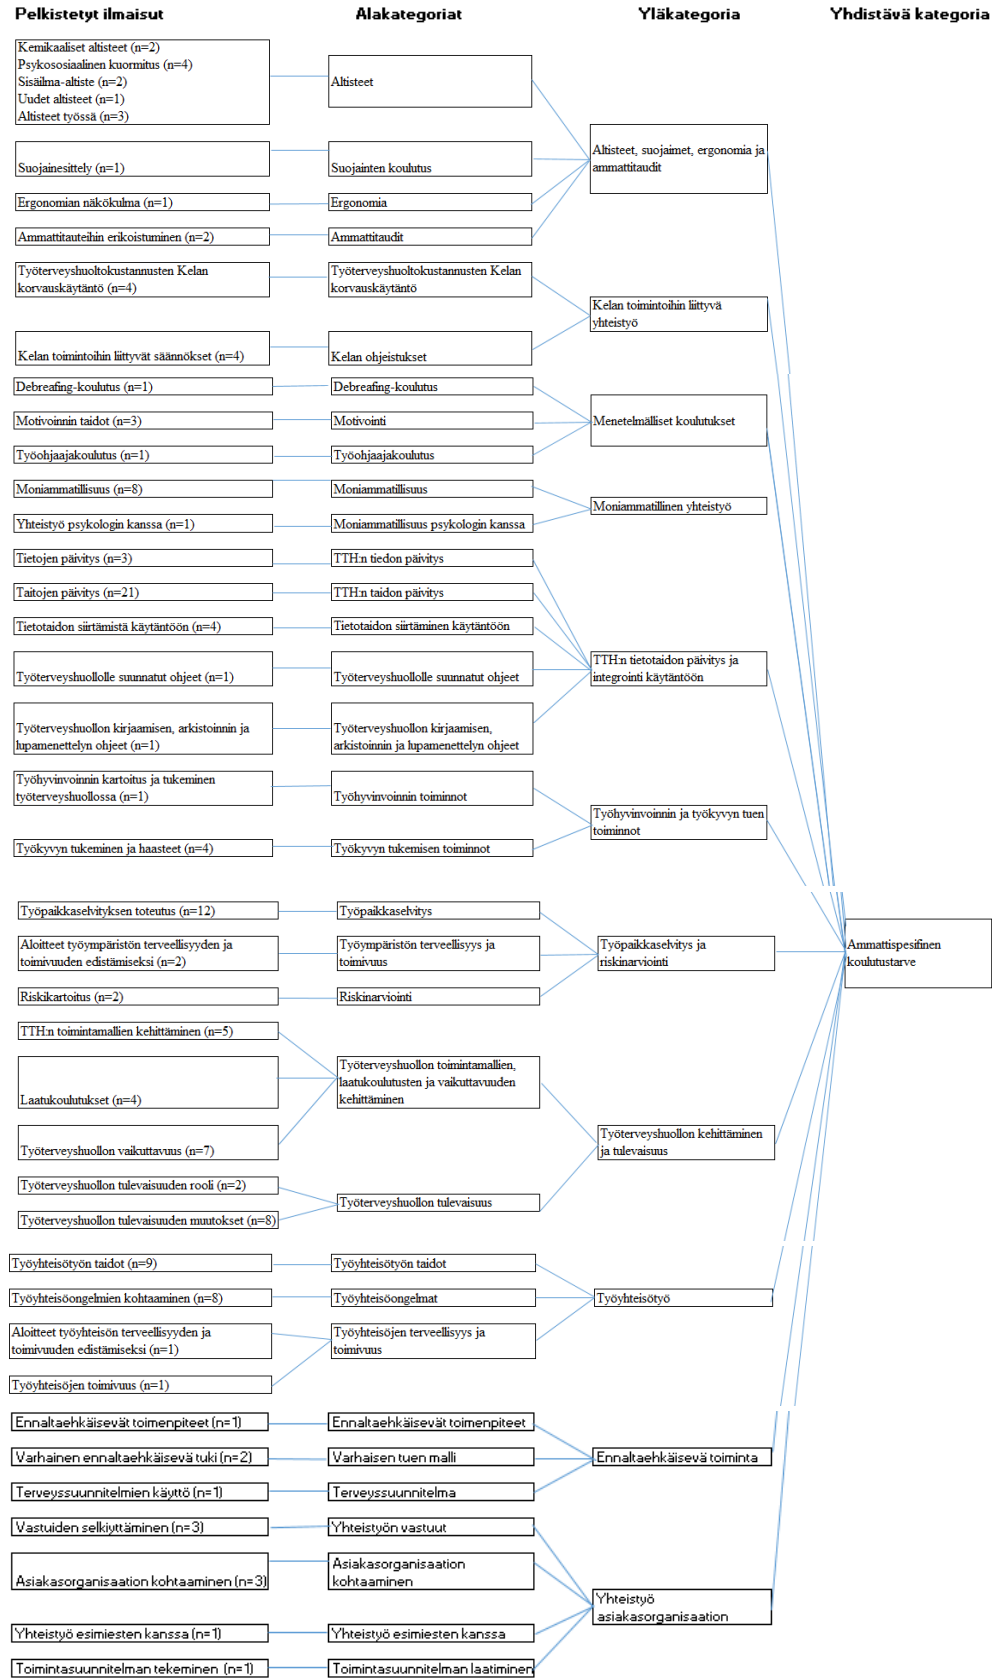 Pelkistetyt ilmaisut
Alakategoriat
Yläkategoria
Yhdistävä kategoria
Kemikaaliset altisteet (n=2)
Psykososiaalinen kuormitus (n=4)
Sisäilma-altiste (n=2)
Uudet altisteet (n=1)
Altisteet työssä (n=3)
Altisteet
Altisteet, suojaimet, ergonomia ja
ammattitaudit
Suojainesittely (n=1)
Suojainten koulutus
Ergonomian näkökulma (n=1)
Ergonomia
Ammattitauteihin erikoistuminen (n=2)
Ammattitaudit
Työterveyshuoltokustannusten Kelan
korvauskäytäntö (n=4)
Työterveyshuoltokustannusten Kelan
korvauskäytäntö
Kelan toimintoihin liittyvä
yhteistyö
Kelan toimintoihin liittyvät säännökset (n=4)
Kelan ohjeistukset
Debreafing-koulutus (n=1)
Debreafing-koulutus
Motivoinnin taidot (n=3)
Motivointi
Menetelmälliset koulutukset
Työohjaajakoulutus (n=1)
Työohjaajakoulutus
Moniammatillisuus (n=8)
Moniammatillisuus
Moniammatillinen yhteistyö
Yhteistyö psykologin kanssa (n=1)
Moniammatillisuus psykologin kanssa
Tietojen päivitys (n=3)
TTH:n tiedon päivitys
Taitojen päivitys (n=21)
TTH:n taidon päivitys
Tietotaidon siirtämistä käytäntöön (n=4)
Tietotaidon siirtäminen käytäntöön
TTH:n tietotaidon päivitys ja
integrointi käytäntöön
Työterveyshuollolle suunnatut ohjeet (n=1)
Työterveyshuollolle suunnatut ohjeet
Työterveyshuollon kirjaamisen, arkistoinnin ja
lupamenettelyn ohjeet (n=1)
Työterveyshuollon kirjaamisen,
arkistoinnin ja lupamenettelyn ohjeet
Työhyvinvoinnin kartoitus ja tukeminen
työterveyshuollossa (n=1)
Työhyvinvoinnin toiminnot
Työhyvinvoinnin ja työkyvyn tuen
toiminnot
Työkyvyn tukeminen ja haasteet (n=4)
Työkyvyn tukemisen toiminnot
Työpaikkaselvityksen toteutus (n=12)
Työpaikkaselvitys
Aloitteet työympäristön terveellisyyden ja
toimivuuden edistämiseksi (n=2)
Työympäristön terveellisyys ja
toimivuus
Työpaikkaselvitys ja
riskinarviointi
Ammattispesifinen
koulutustarve
Riskikartoitus (n=2)
Riskinarviointi
TTH:n toimintamallien kehittäminen (n=5)
Laatukoulutukset (n=4)
Työterveyshuollon toimintamallien,
laatukoulutusten ja vaikuttavuuden
kehittäminen
Työterveyshuollon vaikuttavuus (n=7)
Työterveyshuollon kehittäminen
ja tulevaisuus
Työterveyshuollon tulevaisuuden rooli (n=2)
Työterveyshuollon tulevaisuus
Työterveyshuollon tulevaisuuden muutokset (n=8)
Työyhteisötyön taidot (n=9)
Työyhteisötyön taidot
Työyhteisöongelmien kohtaaminen (n=8)
Työyhteisöongelmat
Työyhteisötyö
Aloitteet työyhteisön terveellisyyden ja
toimivuuden edistämiseksi (n=1)
Työyhteisöjen terveellisyys ja
toimivuus
Työyhteisöjen toimivuus (n=1)
Ennaltaehkäisevät toimenpiteet (n=1)
Ennaltaehkäisevät toimenpiteet
Varhainen ennaltaehkäisevä tuki (n=2)
Varhaisen tuen malli
Ennaltaehkäisevä toiminta
Terveyssuunnitelmien käyttö (n=1)
Terveyssuunnitelma
Vastuiden selkiyttäminen (n=3)
Yhteistyön vastuut
Asiakasorganisaation kohtaaminen (n=3)
Asiakasorganisaation
kohtaaminen
Yhteistyö
asiakasorganisaation
Yhteistyö esimiesten kanssa (n=1)
Yhteistyö esimiesten kanssa
Toimintasuunnitelman tekeminen (n=1)
Toimintasuunnitelman laatiminen